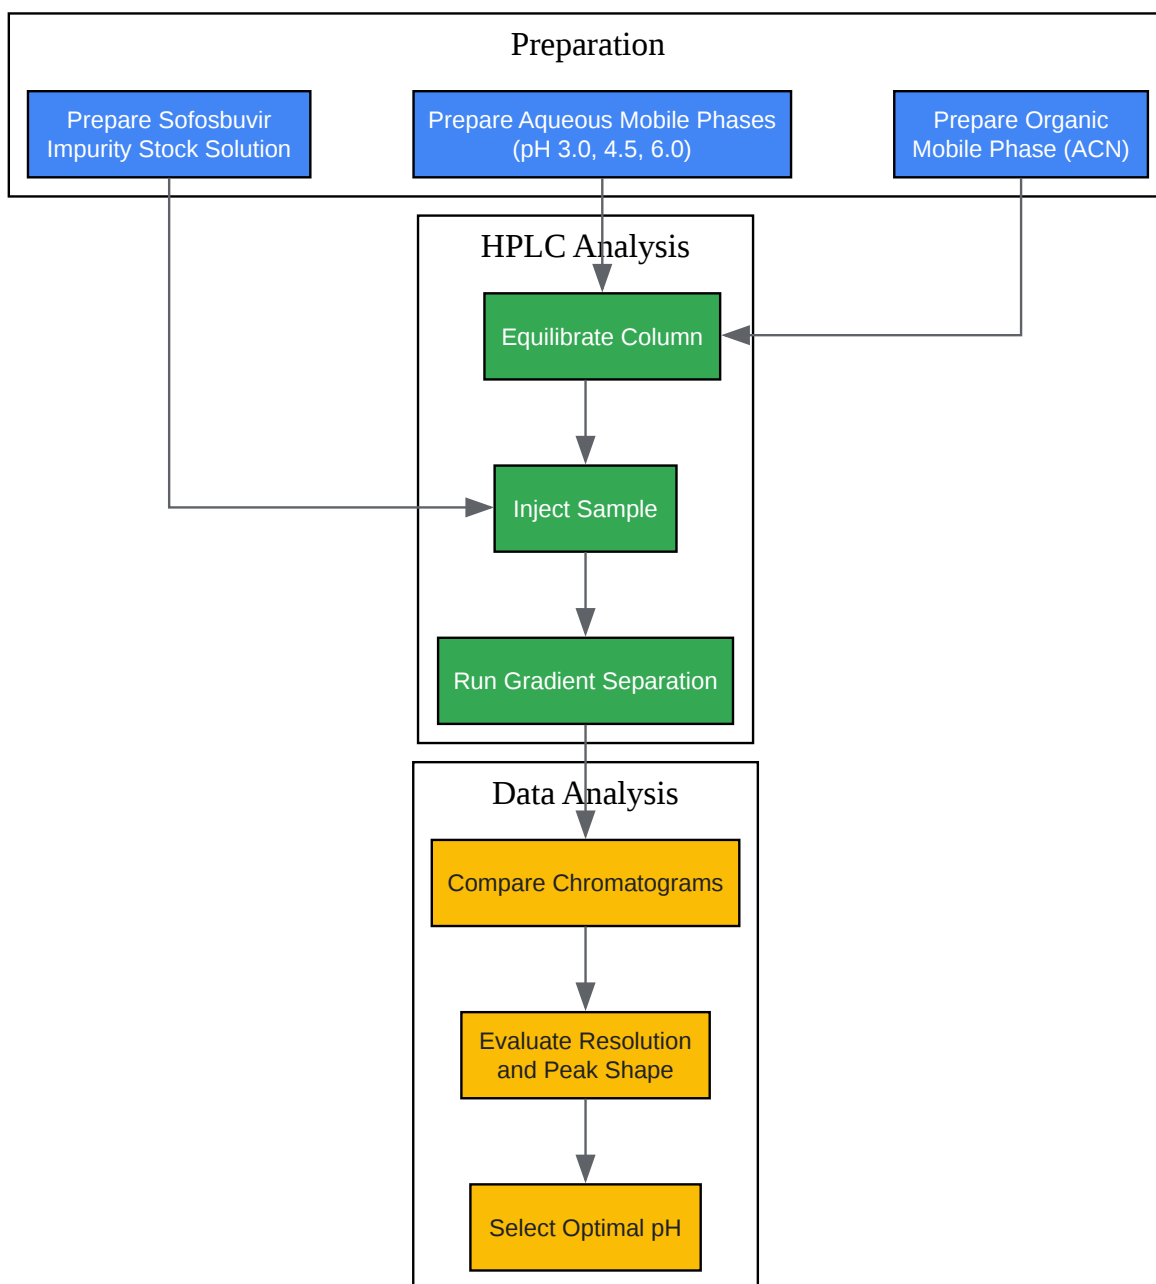 Preparation
Prepare Sofosbuvir
Impurity Stock Solution
Prepare Aqueous Mobile Phases
(pH 3.0, 4.5, 6.0)
Prepare Organic
Mobile Phase (ACN)
HPLC Analysis
Equilibrate Column
Inject Sample
Run Gradient Separation
Data Analysis
Compare Chromatograms
Evaluate Resolution
and Peak Shape
Select Optimal pH